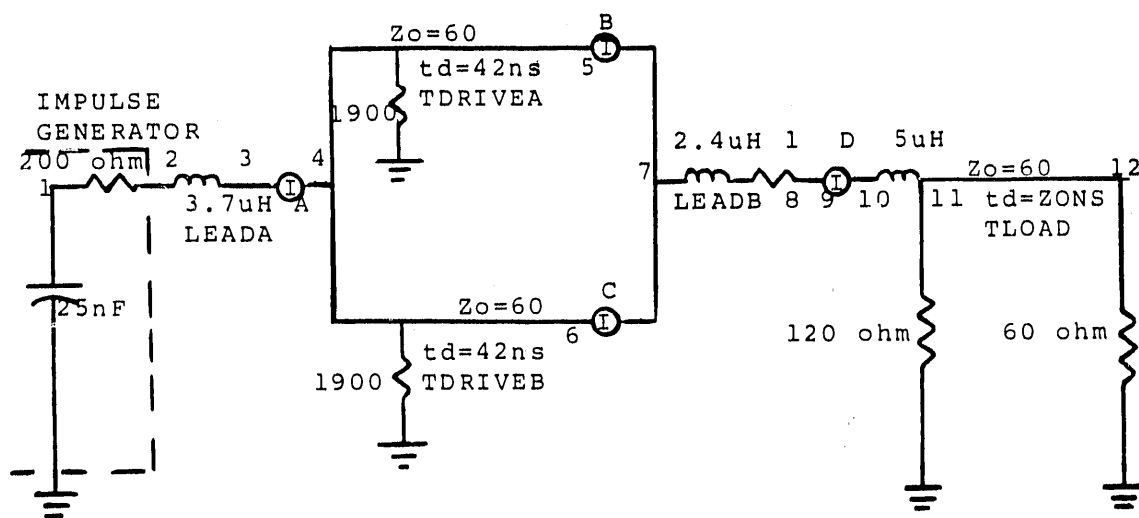 IMPULSE
GENERATOR
200 ohm
1
2
3
4
3.7uH
LEADA
I
A
25nF
Zo=60
B
I
5
td=42ns
TDRIVEA
1900
Zo=60
C
I
6
td=42ns
TDRIVEB
1900
7
2.4uH
1
D
5uH
LEADB
8
I
9
10
11
Zo=60
12
td=ZONS
TLOAD
120 ohm
60 ohm